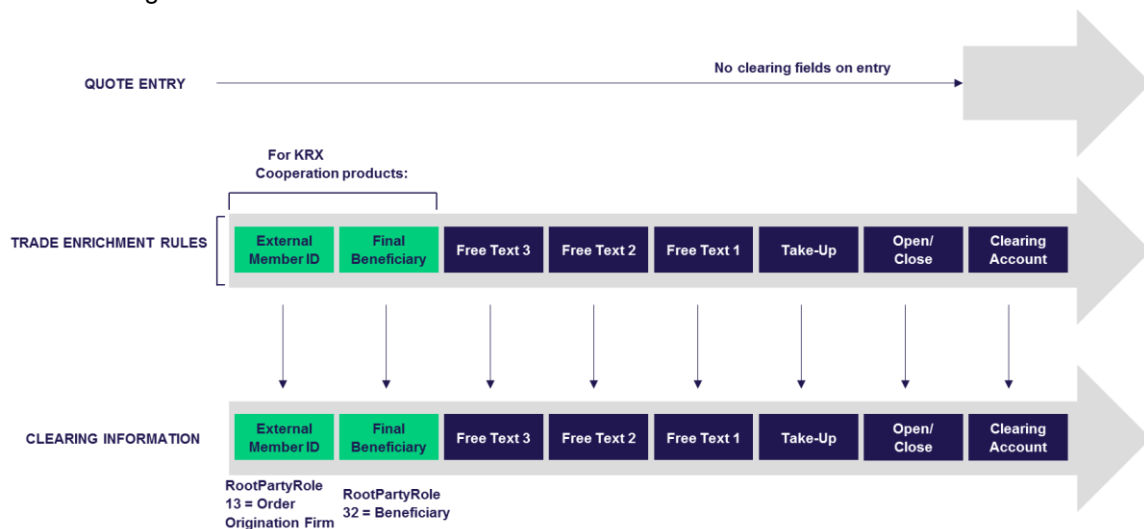 No clearing fields on entry
QUOTE ENTRY
For KRX
Cooperation products:
TRADE ENRICHMENT RULES
External
Member ID
Final
Beneficiary
Free Text 3
Free Text 2
Free Text 1
Take-Up
Open/
Close
Clearing
Account
CLEARING INFORMATION
External
Member ID
Final
Beneficiary
Free Text 3
Free Text 2
Free Text 1
Take-Up
Open/
Close
Clearing
Account
RootPartyRole
13 = Order
Origination Firm
RootPartyRole
32 = Beneficiary